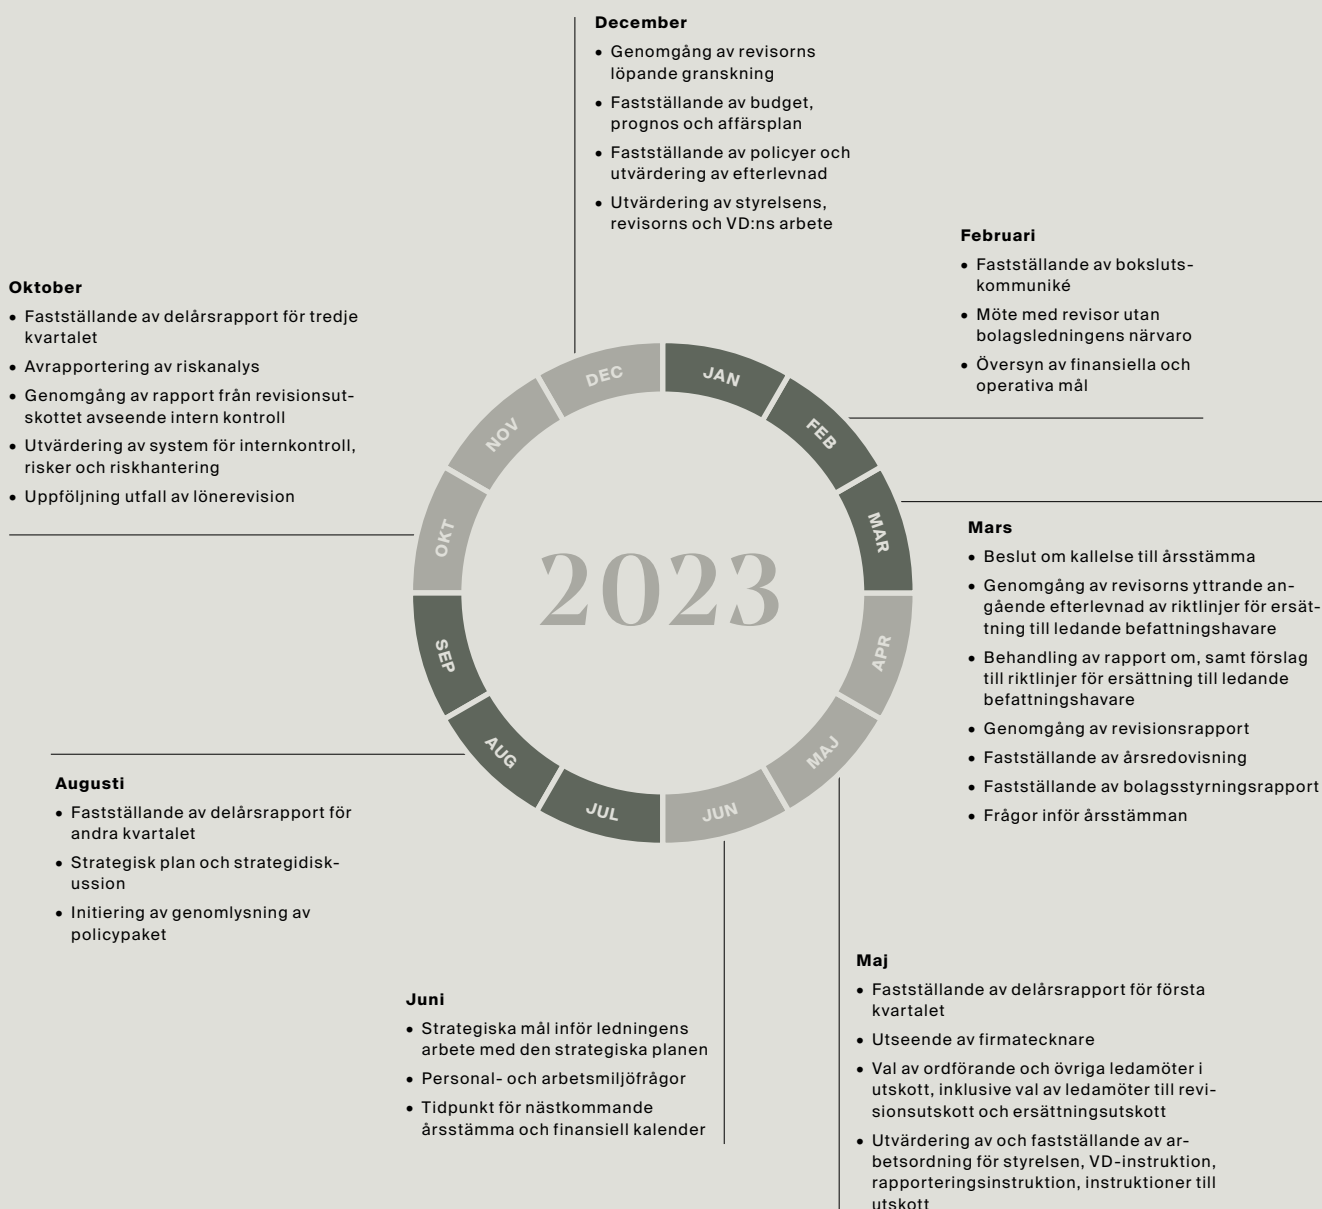 December
• Genomgång av revisorns
löpande granskning
• Fastställande av budget,
prognos och affärsplan
• Fastställande av policyer och
utvärdering av efterlevnad
• Utvärdering av styrelsens,
revisorns och VD:ns arbete
Februari
• Fastställande av boksluts-
kommuniké
• Möte med revisor utan
bolagsledningens närvaro
• Översyn av finansiella och
operativa mål
Oktober
• Fastställande av delårsrapport för tredje
kvartalet
• Avrapportering av riskanalys
• Genomgång av rapport från revisionsut-
skottet avseende intern kontroll
• Utvärdering av system för internkontroll,
risker och riskhantering
• Uppföljning utfall av lönerevision
JAN
FEB
MAR
APR
MAJ
JUN
JUL
AUG
SEP
OKT
NOV
DEC
2023
Mars
• Beslut om kallelse till årsstämma
• Genomgång av revisorns yttrande an-
gående efterlevnad av riktlinjer för ersät-
tning till ledande befattningshavare
• Behandling av rapport om, samt förslag
till riktlinjer för ersättning till ledande
befattningshavare
• Genomgång av revisionsrapport
• Fastställande av årsredovisning
• Fastställande av bolagsstyrningsrapport
• Frågor inför årsstämman
Augusti
• Fastställande av delårsrapport för
andra kvartalet
• Strategisk plan och strategidisk-
ussion
• Initiering av genomlysning av
policypaket
Juni
• Strategiska mål inför ledningens
arbete med den strategiska planen
• Personal- och arbetsmiljöfrågor
• Tidpunkt för nästkommande
årsstämma och finansiell kalender
Maj
• Fastställande av delårsrapport för första
kvartalet
• Utseende av firmatecknare
• Val av ordförande och övriga ledamöter i
utskott, inklusive val av ledamöter till revi-
sionsutskott och ersättningsutskott
• Utvärdering av och fastställande av ar-
betsordning för styrelsen, VD-instruktion,
rapporteringsinstruktion, instruktioner till
utskott